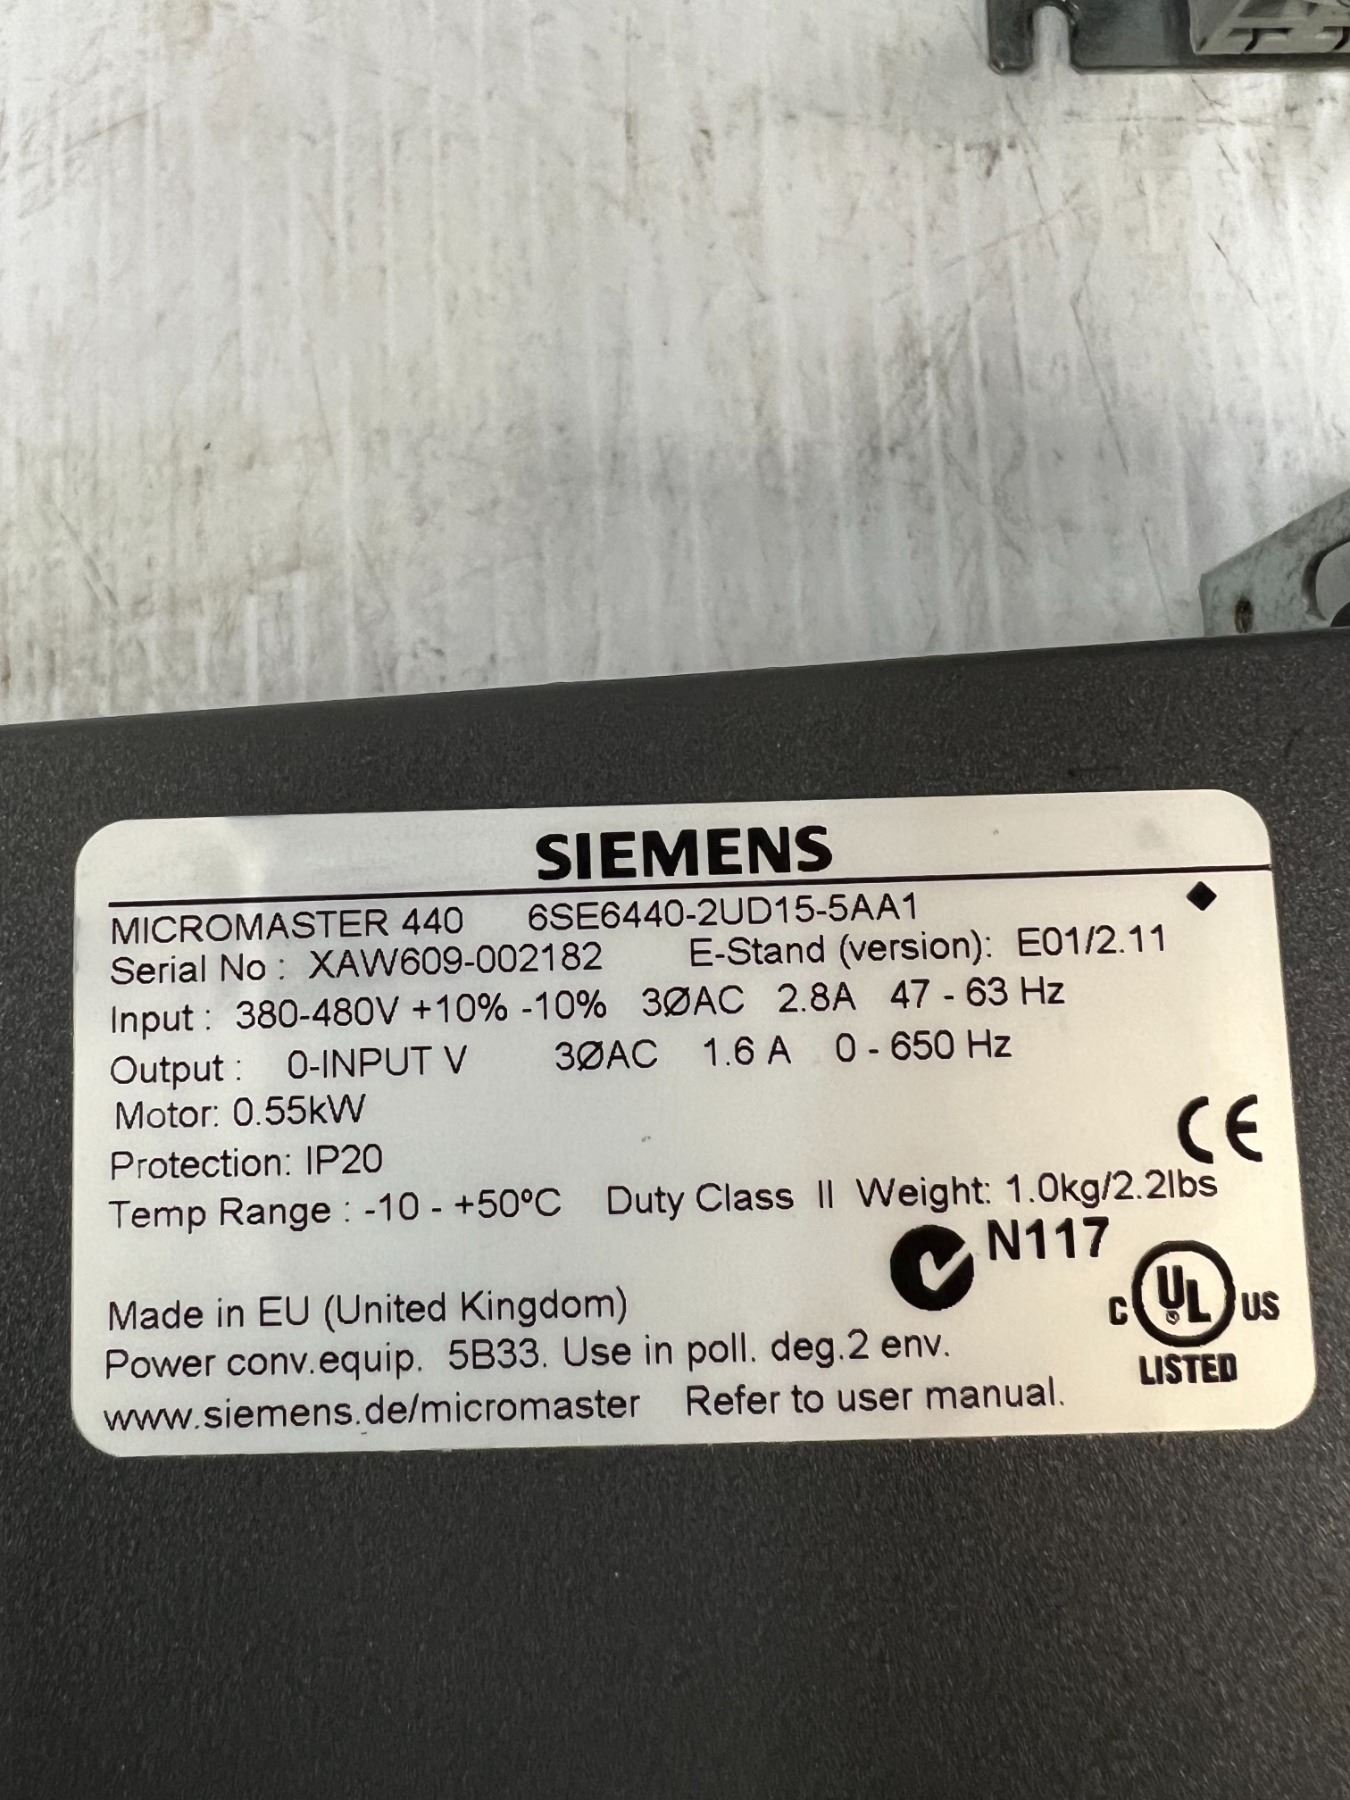 SIEMENS
MICROMASTER 440 6SE6440-2UD15-5AA1
Serial No : XAW609-002182 E-Stand (version): E01/2.11
Input : 380-480V +10% -10% 3ØAC 2.8A 47 - 63 Hz
Output : 0-INPUT V 3ØAC 1.6 A 0 - 650 Hz
Motor: 0.55kW
CE
Protection: IP20
Temp Range : -10 - +50ºC Duty Class II Weight: 1.0kg/2.2lbs
N117
C UL US
LISTED
Made in EU (United Kingdom)
Power conv.equip. 5B33. Use in poll. deg.2 env.
www.siemens.de/micromaster Refer to user manual.